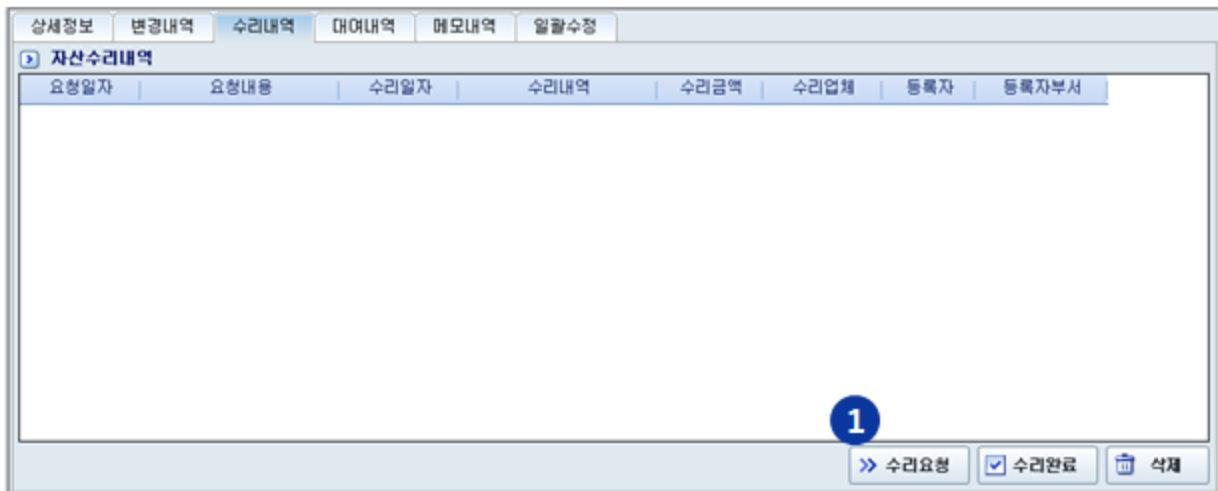 상세정보 변경내역 수리내역 대여내역 메모내역 일괄수정
자산수리내역
요청일자 요청내용 수리일자 수리내역 수리금액 수리업체 등록자 등록자부서
1
수리요청 수리완료 삭제